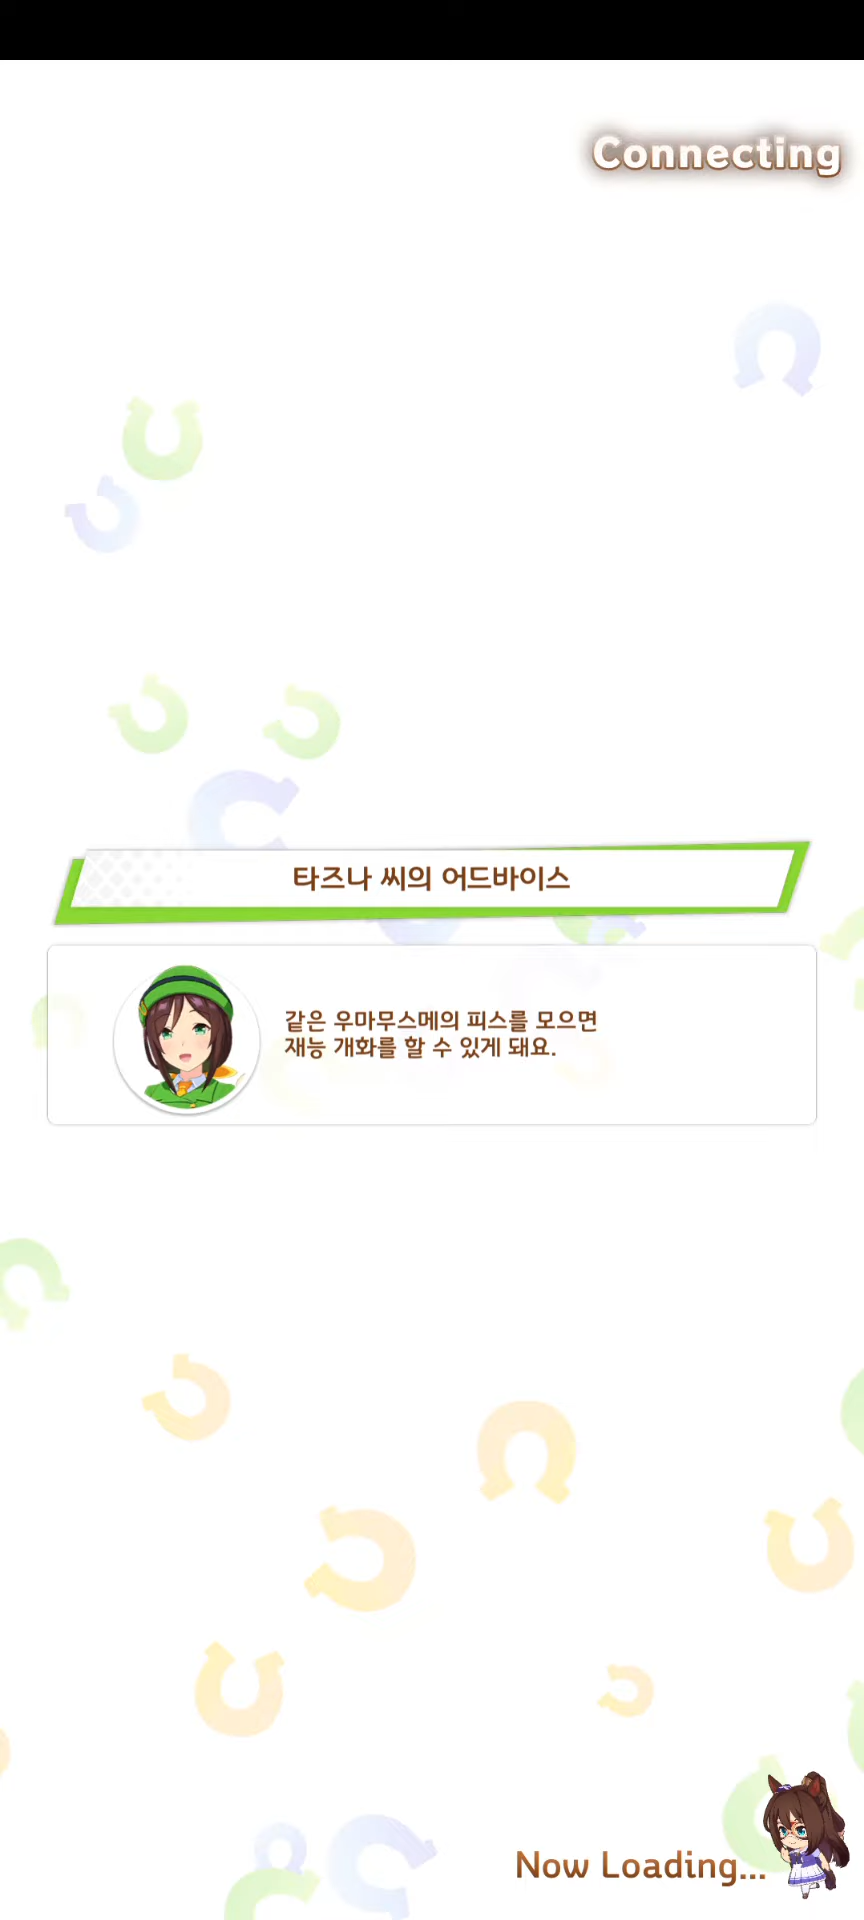 Connecting
타즈나 씨의 어드바이스
같은 우마무스메의 피스를 모으면
재능 개화를 할 수 있게 돼요.
Now Loading...